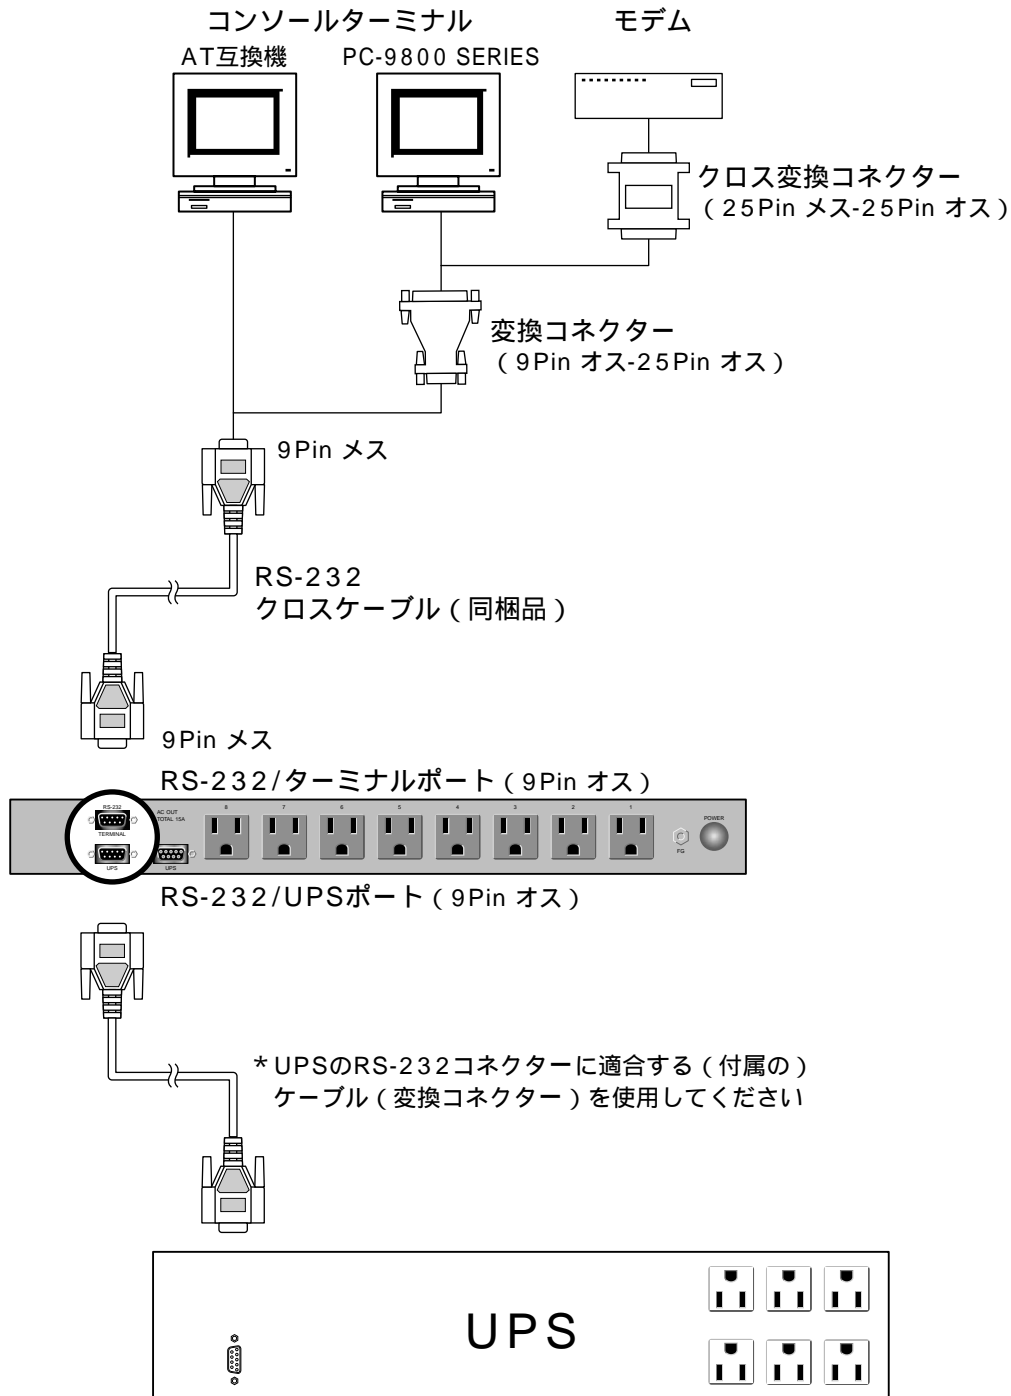 コンソールターミナル
モデム
AT互換機
PC-9800 SERIES
クロス変換コネクター
(25Pin メス-25Pin オス)
変換コネクター
(9Pin オス-25Pin オス)
9Pin メス
RS-232
クロスケーブル(同梱品)
9Pin メス
RS-232/ターミナルポート(9Pin オス)
RS-232
TERMINAL
UPS
AC OUT
TOTAL 15A
UPS
8 7 6 5 4 3 2 1
FG
POWER
RS-232/UPSポート(9Pin オス)
*UPSのRS-232コネクターに適合する(付属の)
ケーブル(変換コネクター)を使用してください
UPS